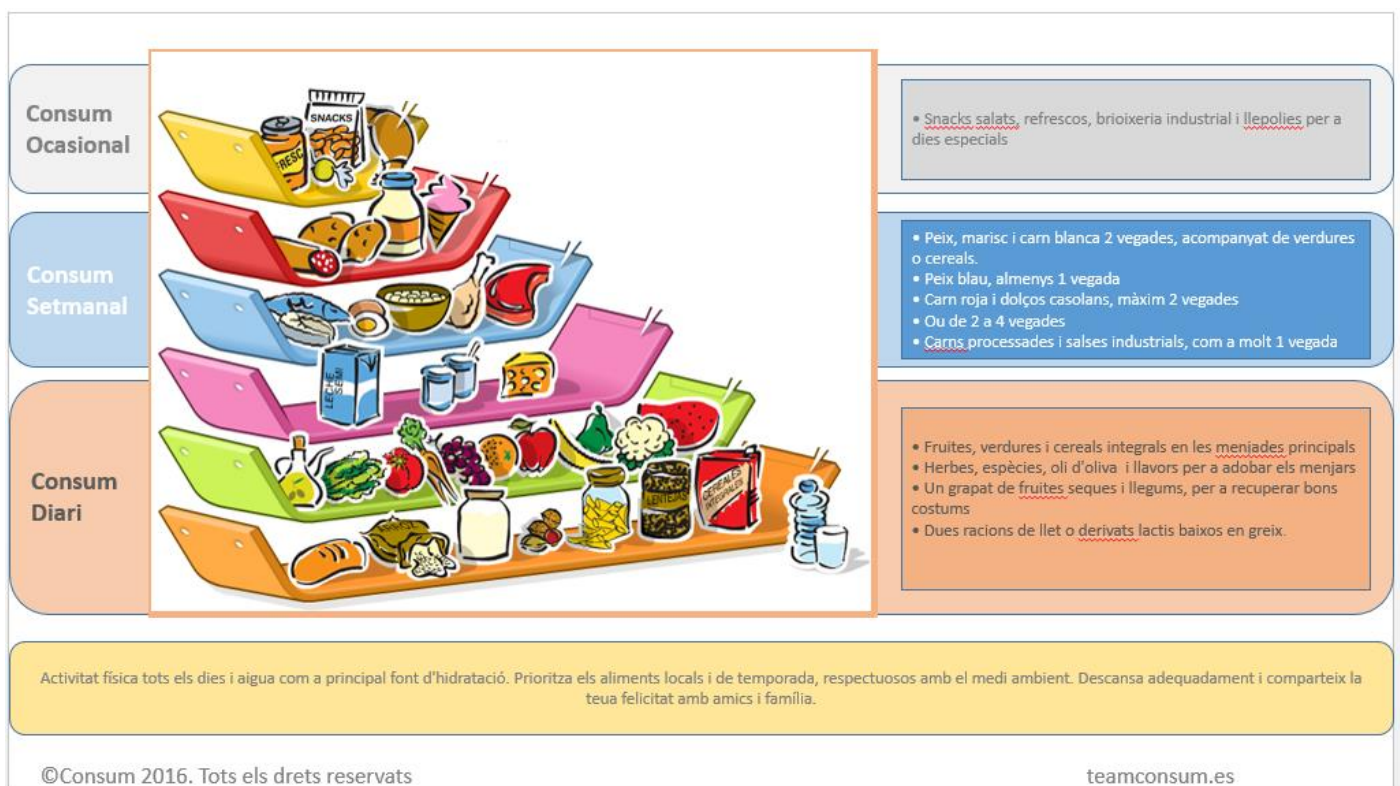 Consum
Ocasional
SNACKS
FRESC
• Snacks salats, refrescos, brioixeria industrial i llepolies per a
dies especials
Consum
Setmanal
• Peix, marisc i carn blanca 2 vegades, acompanyat de verdures
o cereals.
• Peix blau, almenys 1 vegada
• Carn roja i dolços casolans, màxim 2 vegades
• Ou de 2 a 4 vegades
• Carns processades i salses industrials, com a molt 1 vegada
LECHE
SEMI
Consum
Diari
LENTEJAS
CEREALES
INTEGRALES
• Fruites, verdures i cereals integrals en les menjades principals
• Herbes, espècies, oli d'oliva i llavors per a adobar els menjars
• Un grapat de fruites seques i llegums, per a recuperar bons
costums
• Dues racions de llet o derivats lactis baixos en greix.
Activitat física tots els dies i aigua com a principal font d'hidratació. Prioritza els aliments locals i de temporada, respectuosos amb el medi ambient. Descansa adequadament i comparteix la
teua felicitat amb amics i família.
©Consum 2016. Tots els drets reservats
teamconsum.es